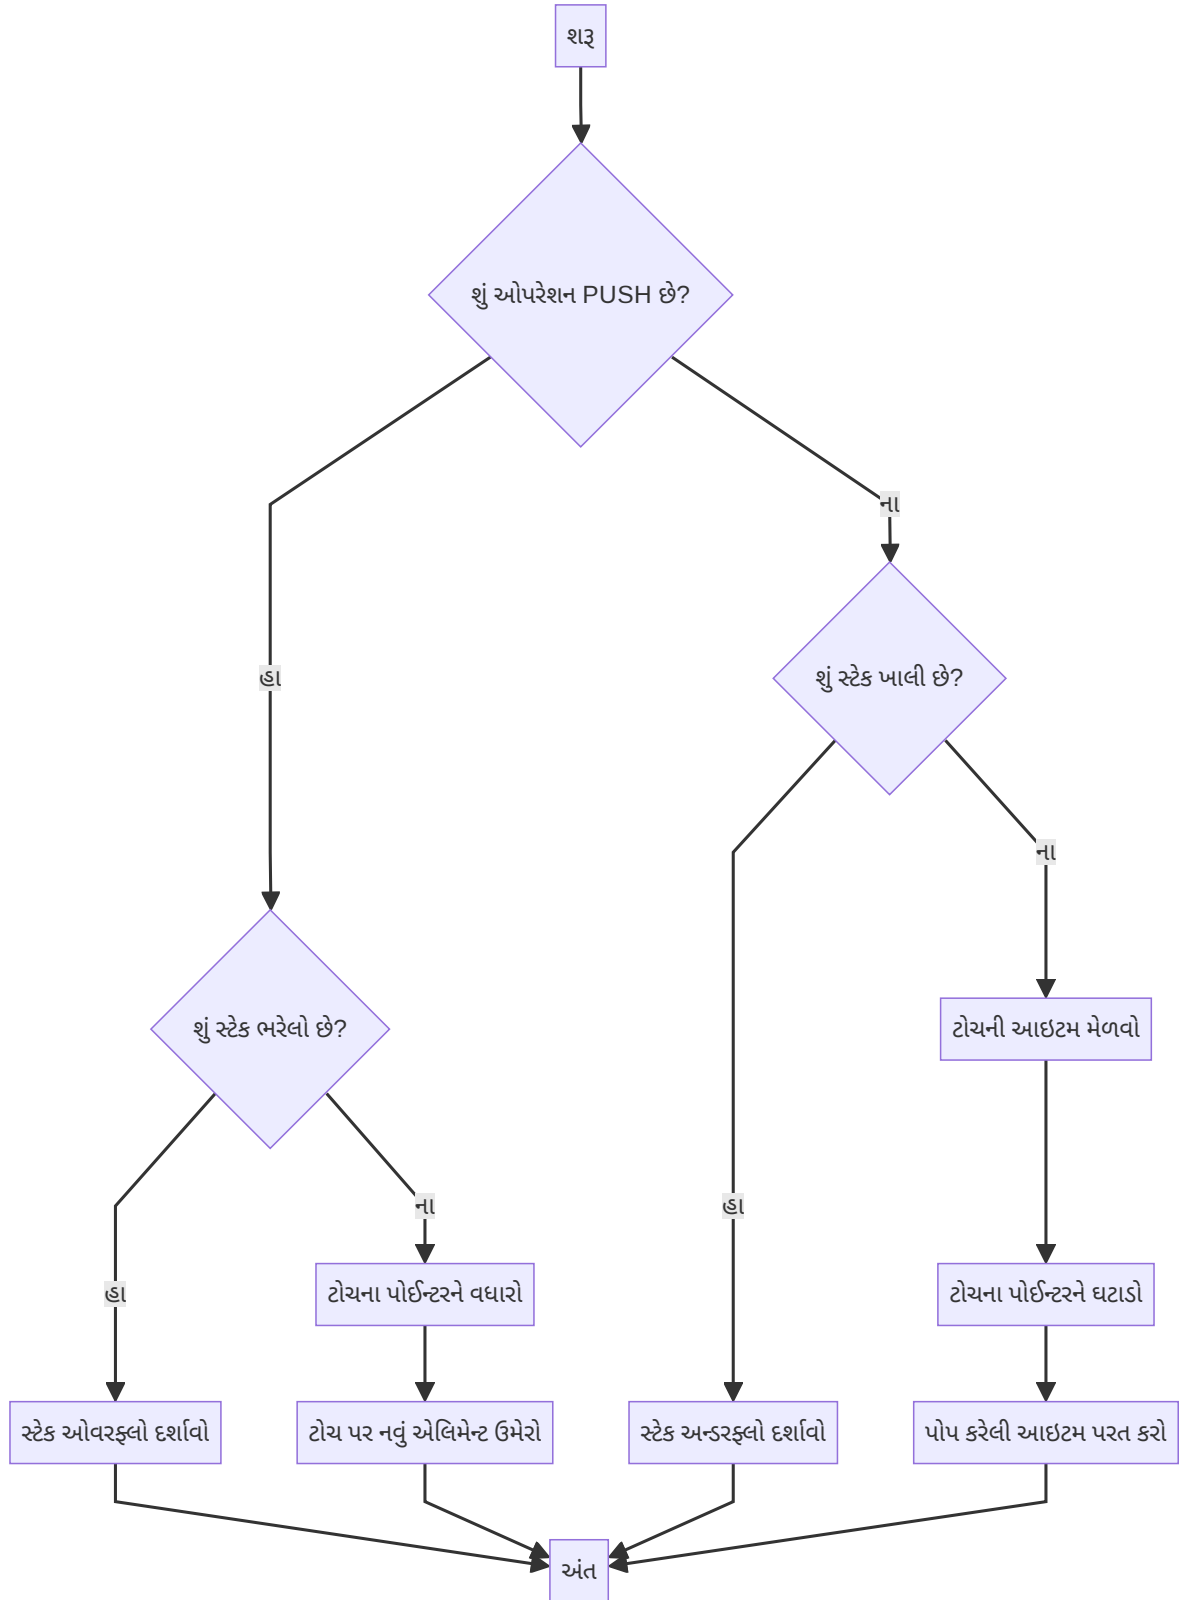 શરૂ
શું ઓપરેશન PUSH છે?
ના
હા
શું સ્ટેક ખાલી છે?
ના
શું સ્ટેક ભરેલો છે?
ટોચની આઇટમ મેળવો
ના
હા
હા
ટોચના પોઈન્ટરને વધારો
ટોચના પોઈન્ટરને ઘટાડો
સ્ટેક ઓવરફ્લો દર્શાવો
ટોચ પર નવું એલિમેન્ટ ઉમેરો
સ્ટેક અન્ડરફ્લો દર્શાવો
પોપ કરેલી આઇટમ પરત કરો
અંત